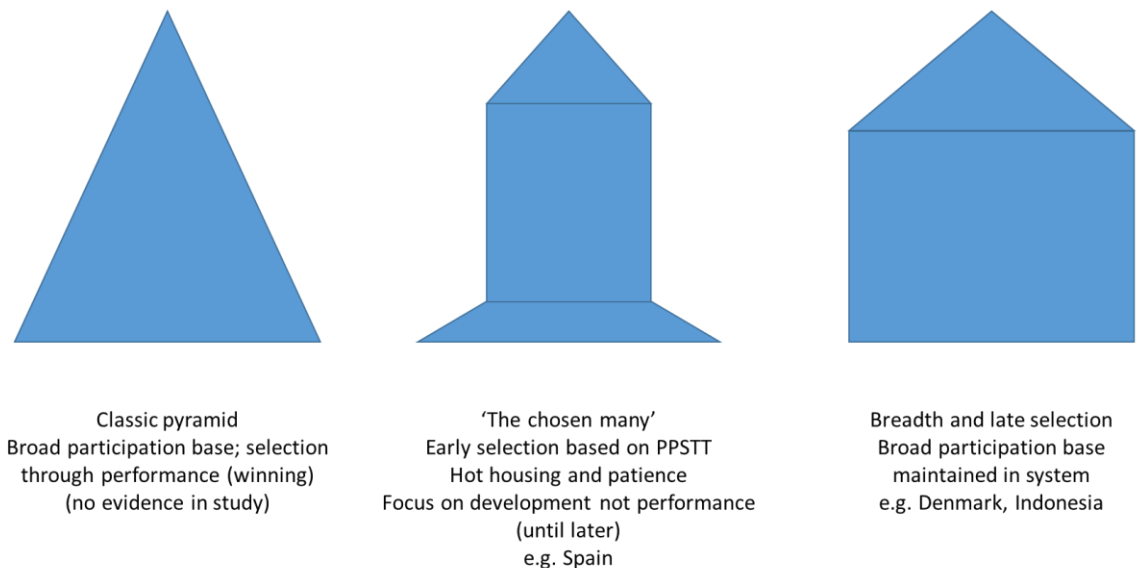 Classic pyramid
Broad participation base; selection
through performance (winning)
(no evidence in study)
‘The chosen many’
Early selection based on PPSTT
Hot housing and patience
Focus on development not performance
(until later)
e.g. Spain
Breadth and late selection
Broad participation base
maintained in system
e.g. Denmark, Indonesia